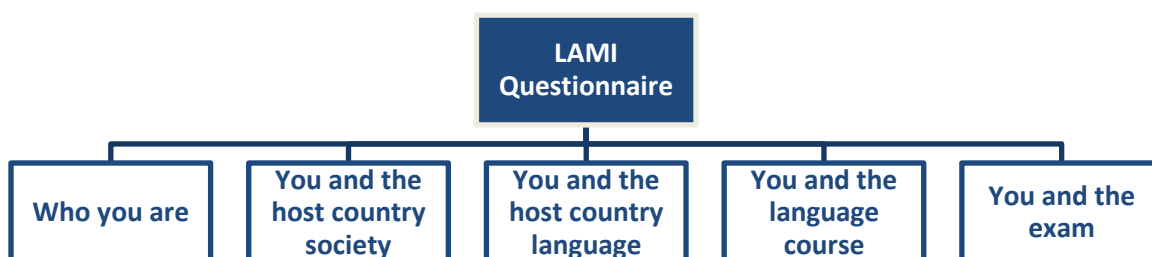 LAMI
Questionnaire
Who you are
You and the
host country
society
You and the
host country
language
You and the
language
course
You and the
exam